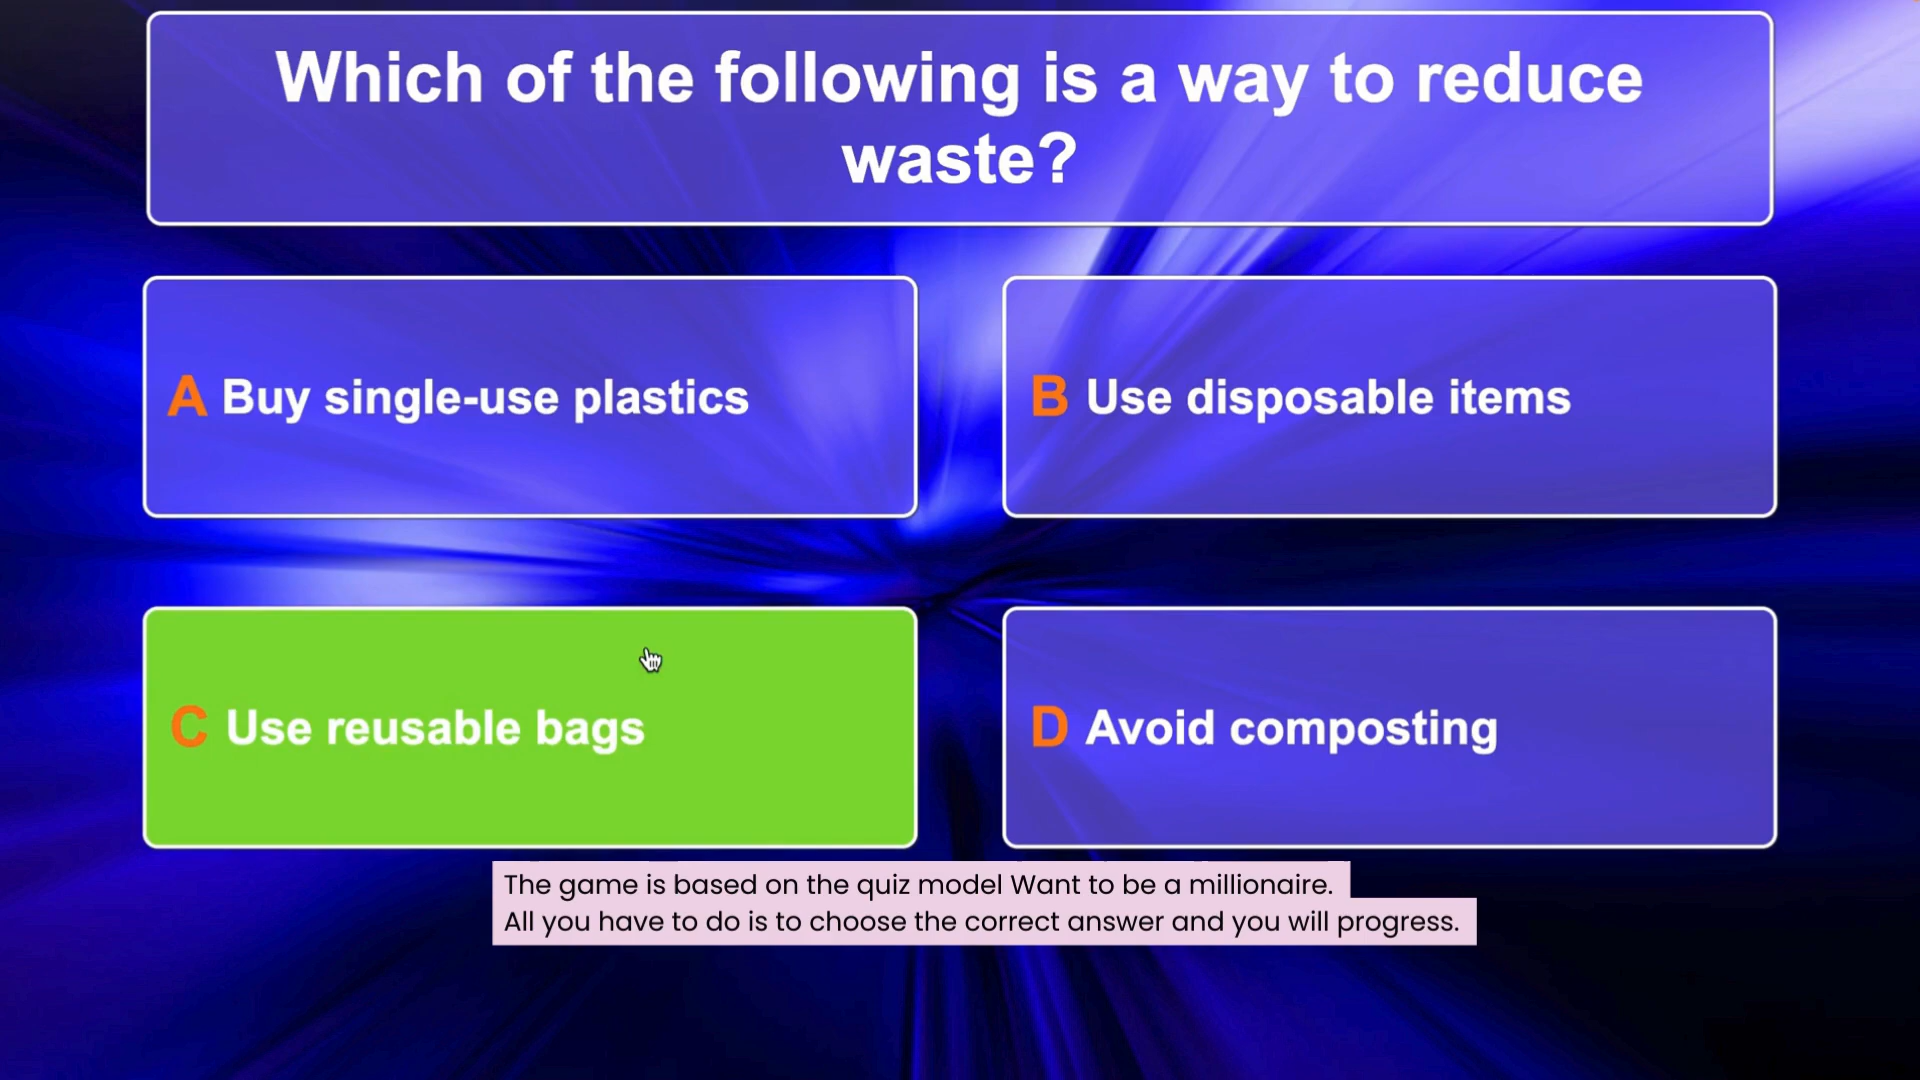 Which of the following is a way to reduce
waste?
A Buy single-use plastics
B Use disposable items
C Use reusable bags
D Avoid composting
The game is based on the quiz model Want to be a millionaire.
All you have to do is to choose the correct answer and you will progress.